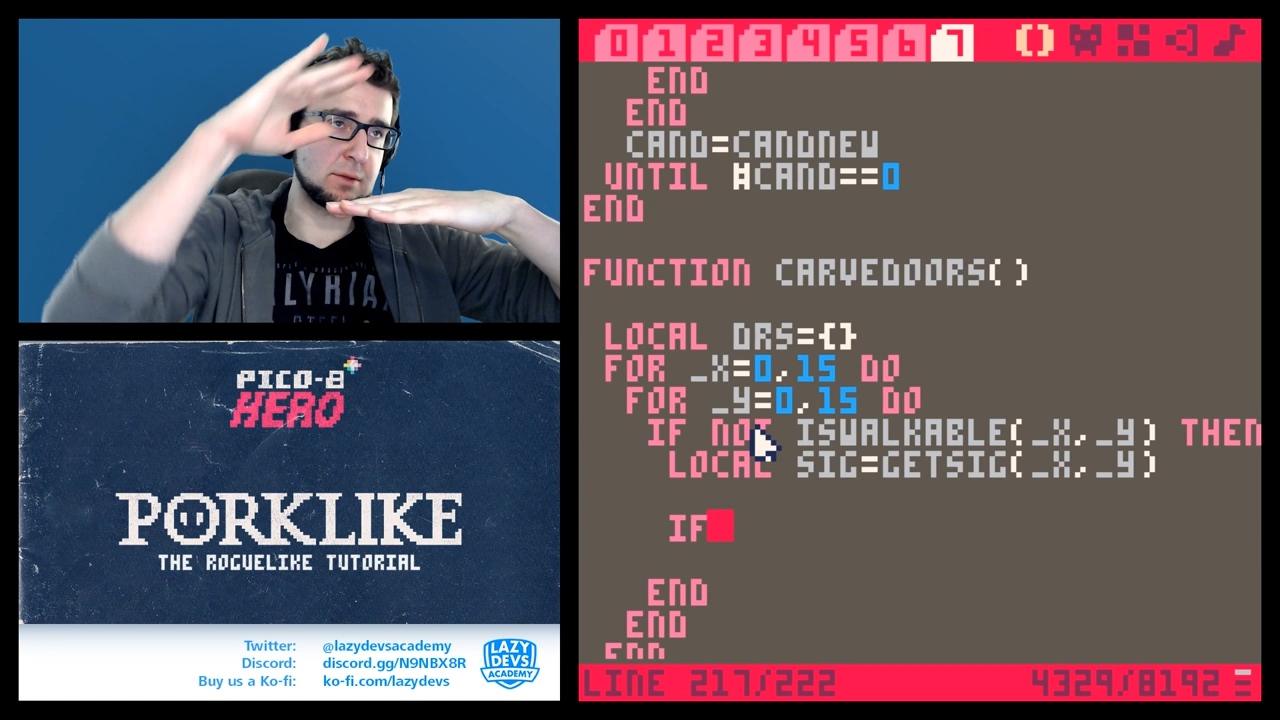 LYRIA
PICO-8
HERO
PORKLIKE
THE ROGUELIKE TUTORIAL
Twitter: @lazydevsacademy
Discord: discord.gg/N9NBX8R
Buy us a Ko-fi: ko-fi.com/lazydevs
LAZY
DEVS
ACADEMY
0 1 2 3 4 5 6 7
END
END
CAND=CANDNEW
UNTIL #CAND==0
END
FUNCTION CARVEDOORS()
LOCAL DRS={}
FOR _X=0,15 DO
FOR _Y=0,15 DO
IF NOT ISWALKABLE(_X,_Y) THEN
LOCAL SIG=GETSIG(_X,_Y)
IF
END
END
END
LINE 217/222 4329/8192